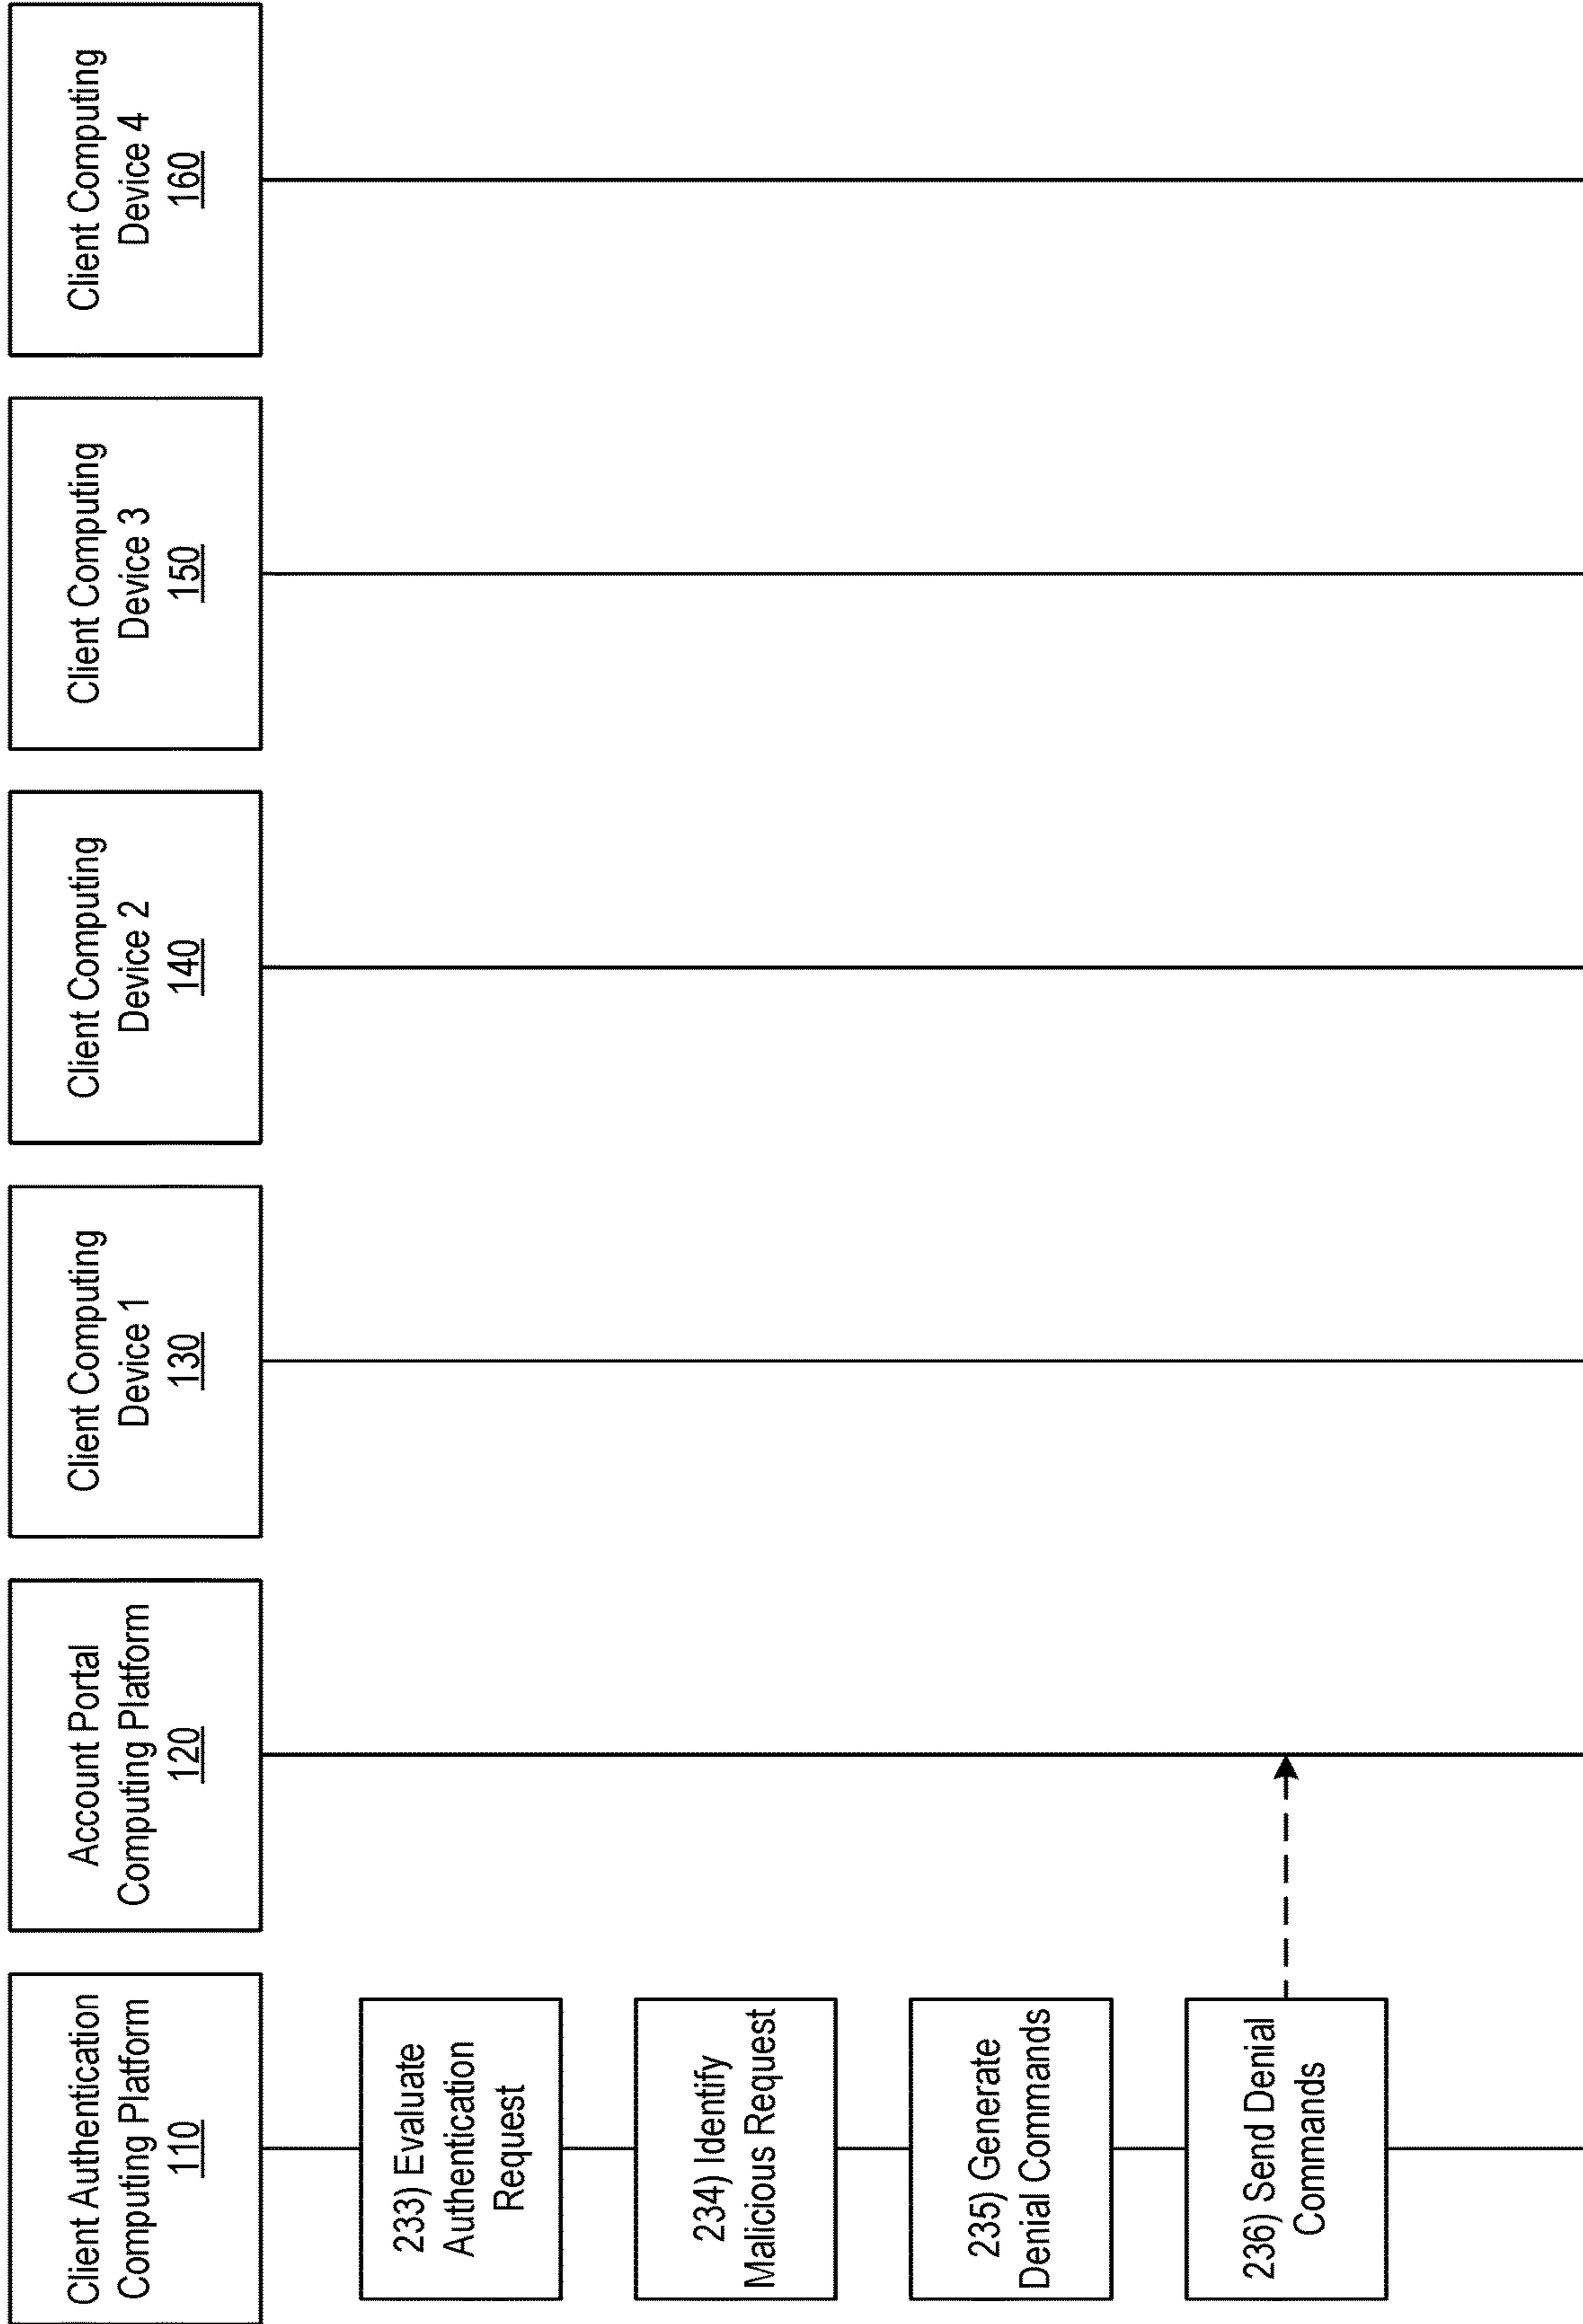 Client Authentication
Computing Platform
110
Account Portal
Computing Platform
120
Client Computing
Device 1
130
Client Computing
Device 2
140
Client Computing
Device 3
150
Client Computing
Device 4
160
233) Evaluate
Authentication
Request
234) Identify
Malicious Request
235) Generate
Denial Commands
236) Send Denial
Commands